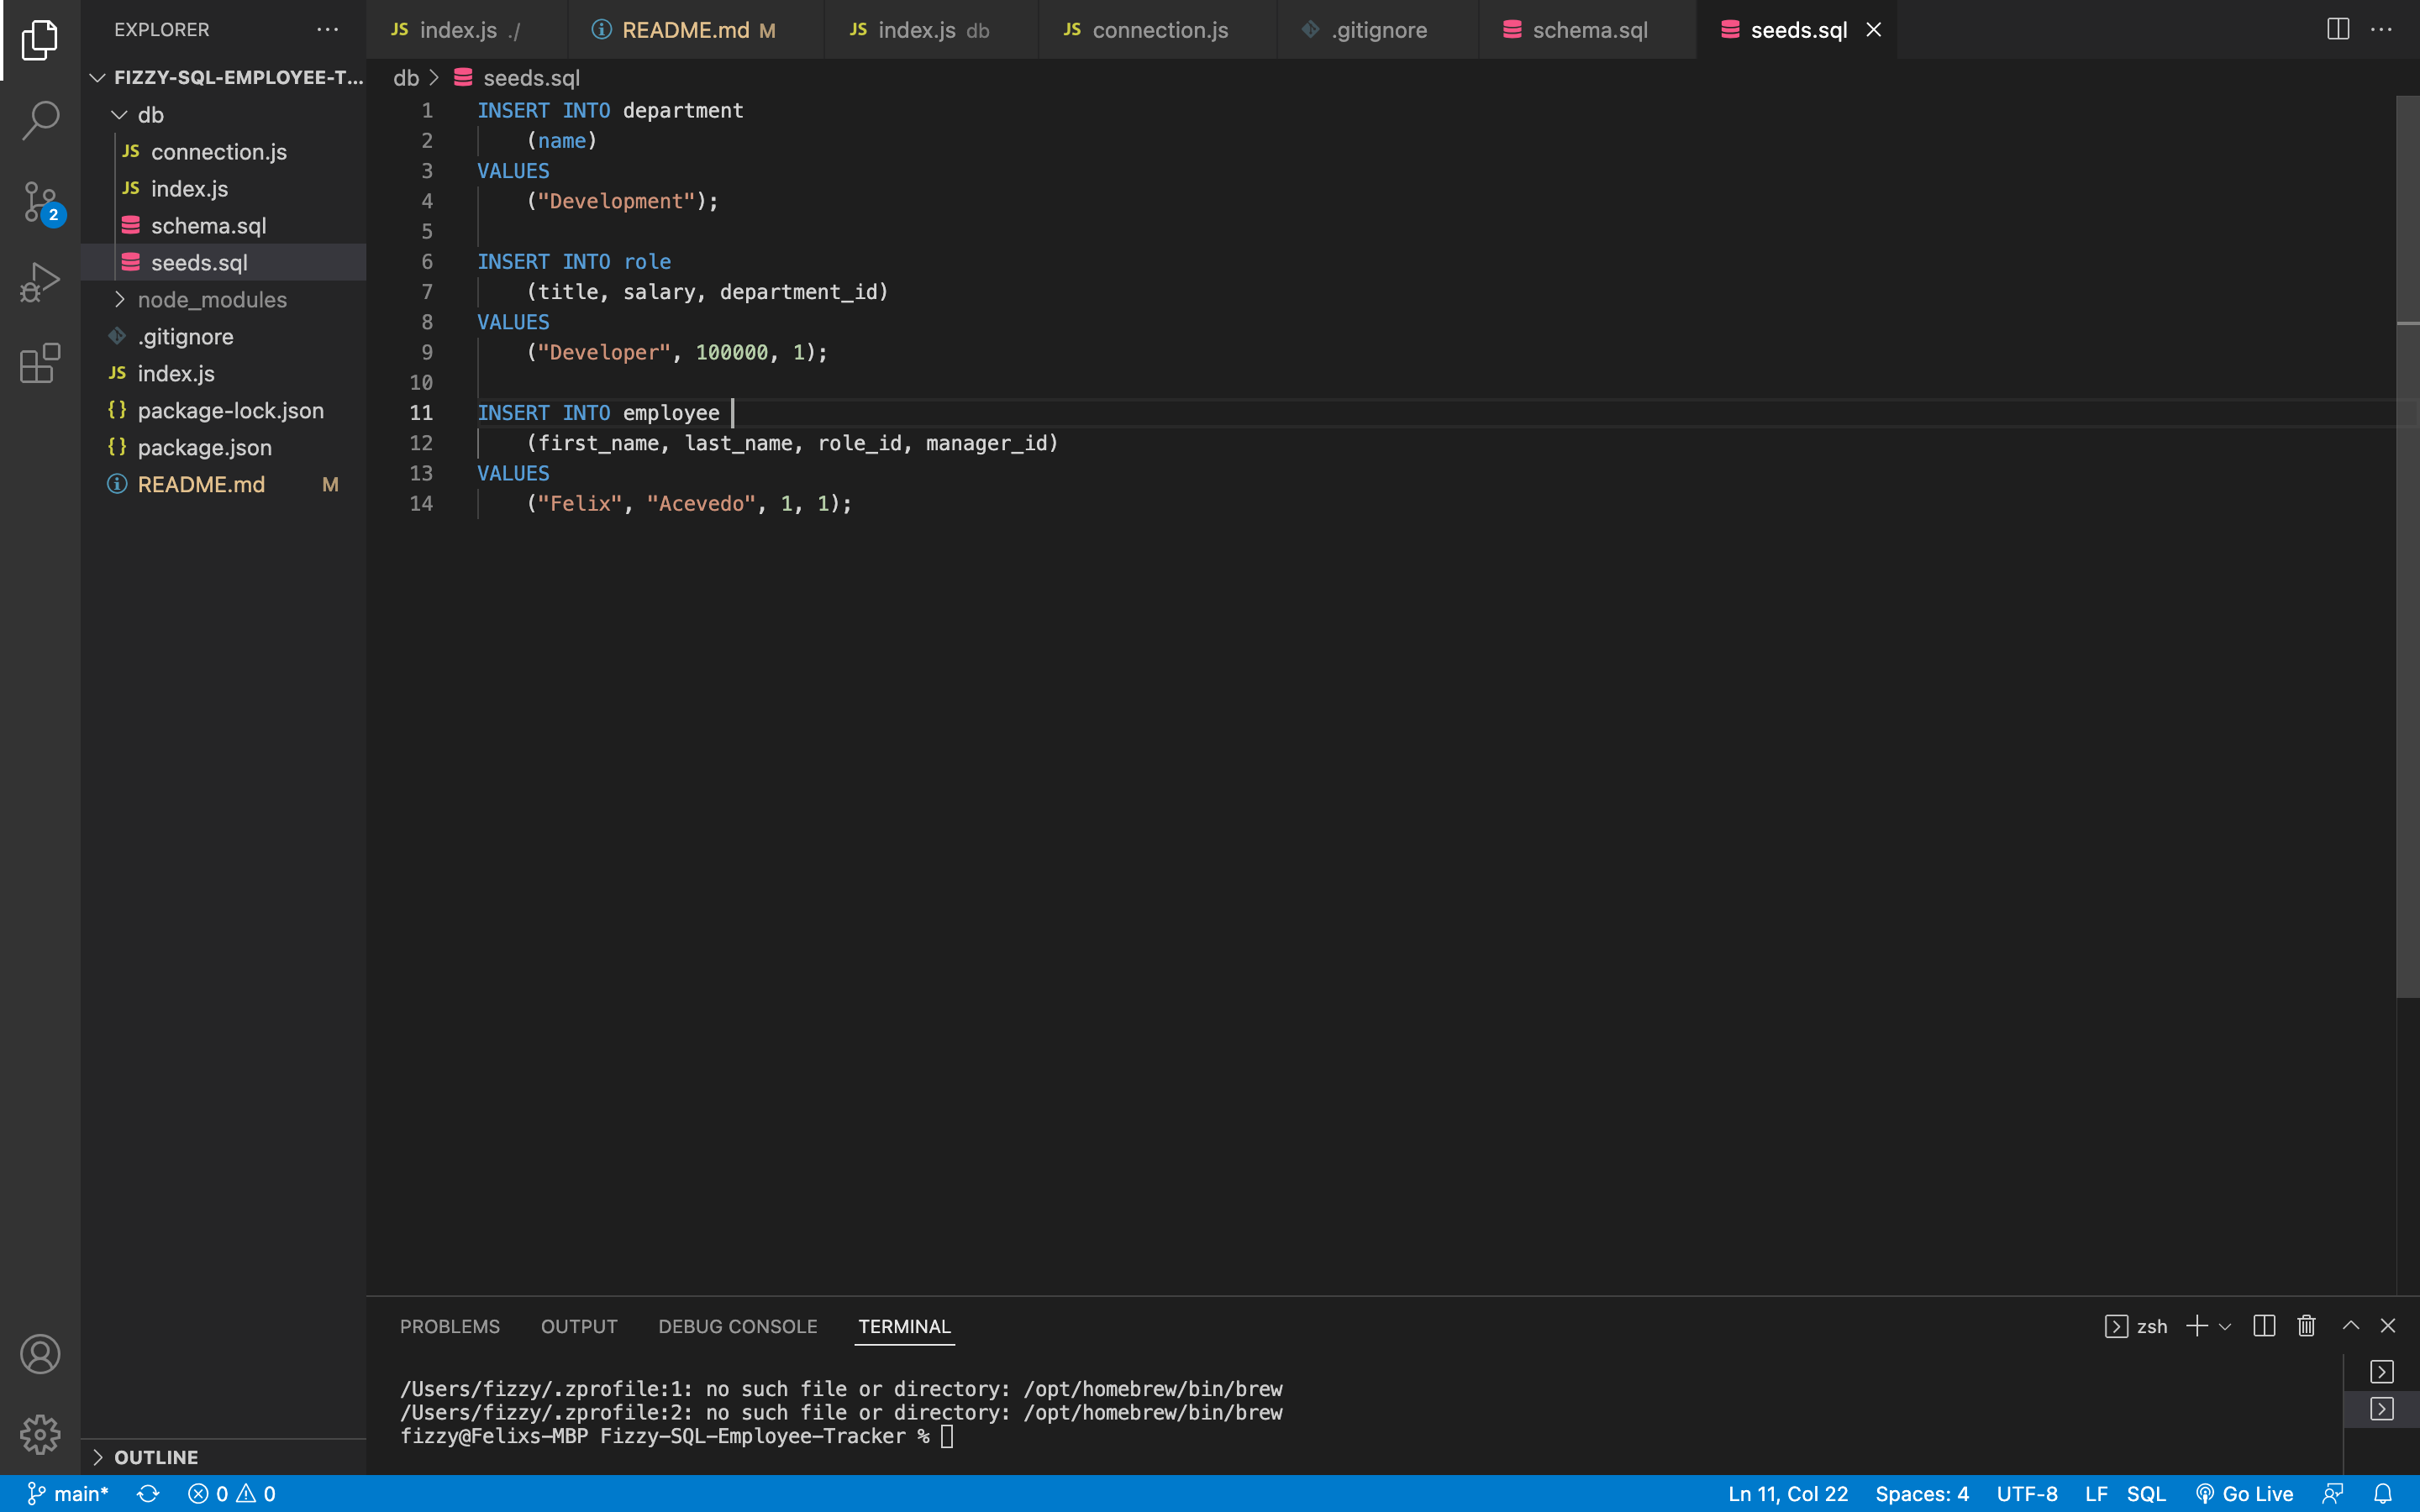 EXPLORER
JS index.js ./
README.md M
JS index.js db
JS connection.js
.gitignore
schema.sql
seeds.sql
FIZZY-SQL-EMPLOYEE-T...
db
JS connection.js
JS index.js
schema.sql
seeds.sql
node_modules
.gitignore
JS index.js
{} package-lock.json
{} package.json
README.md M
2
OUTLINE
db > seeds.sql
1 INSERT INTO department
2 (name)
3 VALUES
4 ("Development");
5
6 INSERT INTO role
7 (title, salary, department_id)
8 VALUES
9 ("Developer", 100000, 1);
10
11 INSERT INTO employee
12 (first_name, last_name, role_id, manager_id)
13 VALUES
14 ("Felix", "Acevedo", 1, 1);
PROBLEMS OUTPUT DEBUG CONSOLE TERMINAL
zsh
/Users/fizzy/.zprofile:1: no such file or directory: /opt/homebrew/bin/brew
/Users/fizzy/.zprofile:2: no such file or directory: /opt/homebrew/bin/brew
fizzy@Felixs-MBP Fizzy-SQL-Employee-Tracker %
main* 0 0 Ln 11, Col 22 Spaces: 4 UTF-8 LF SQL Go Live